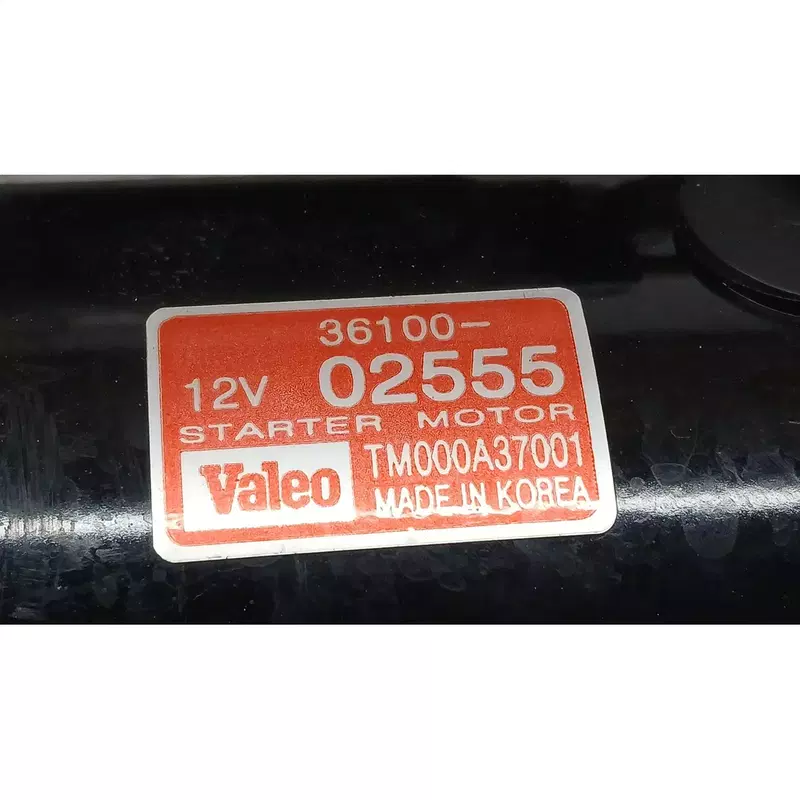 36100-
12V 02555
STARTER MOTOR
Valeo TM000A37001
MADE IN KOREA